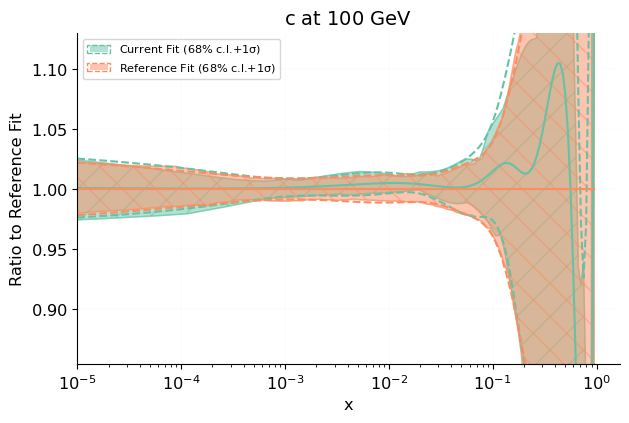 c at 100 GeV
Current Fit (68% c.l.+1σ)
Reference Fit (68% c.l.+1σ)
Ratio to Reference Fit
1.10
1.05
1.00
0.95
0.90
10⁻⁵ 10⁻⁴ 10⁻³ 10⁻² 10⁻¹ 10⁰
x